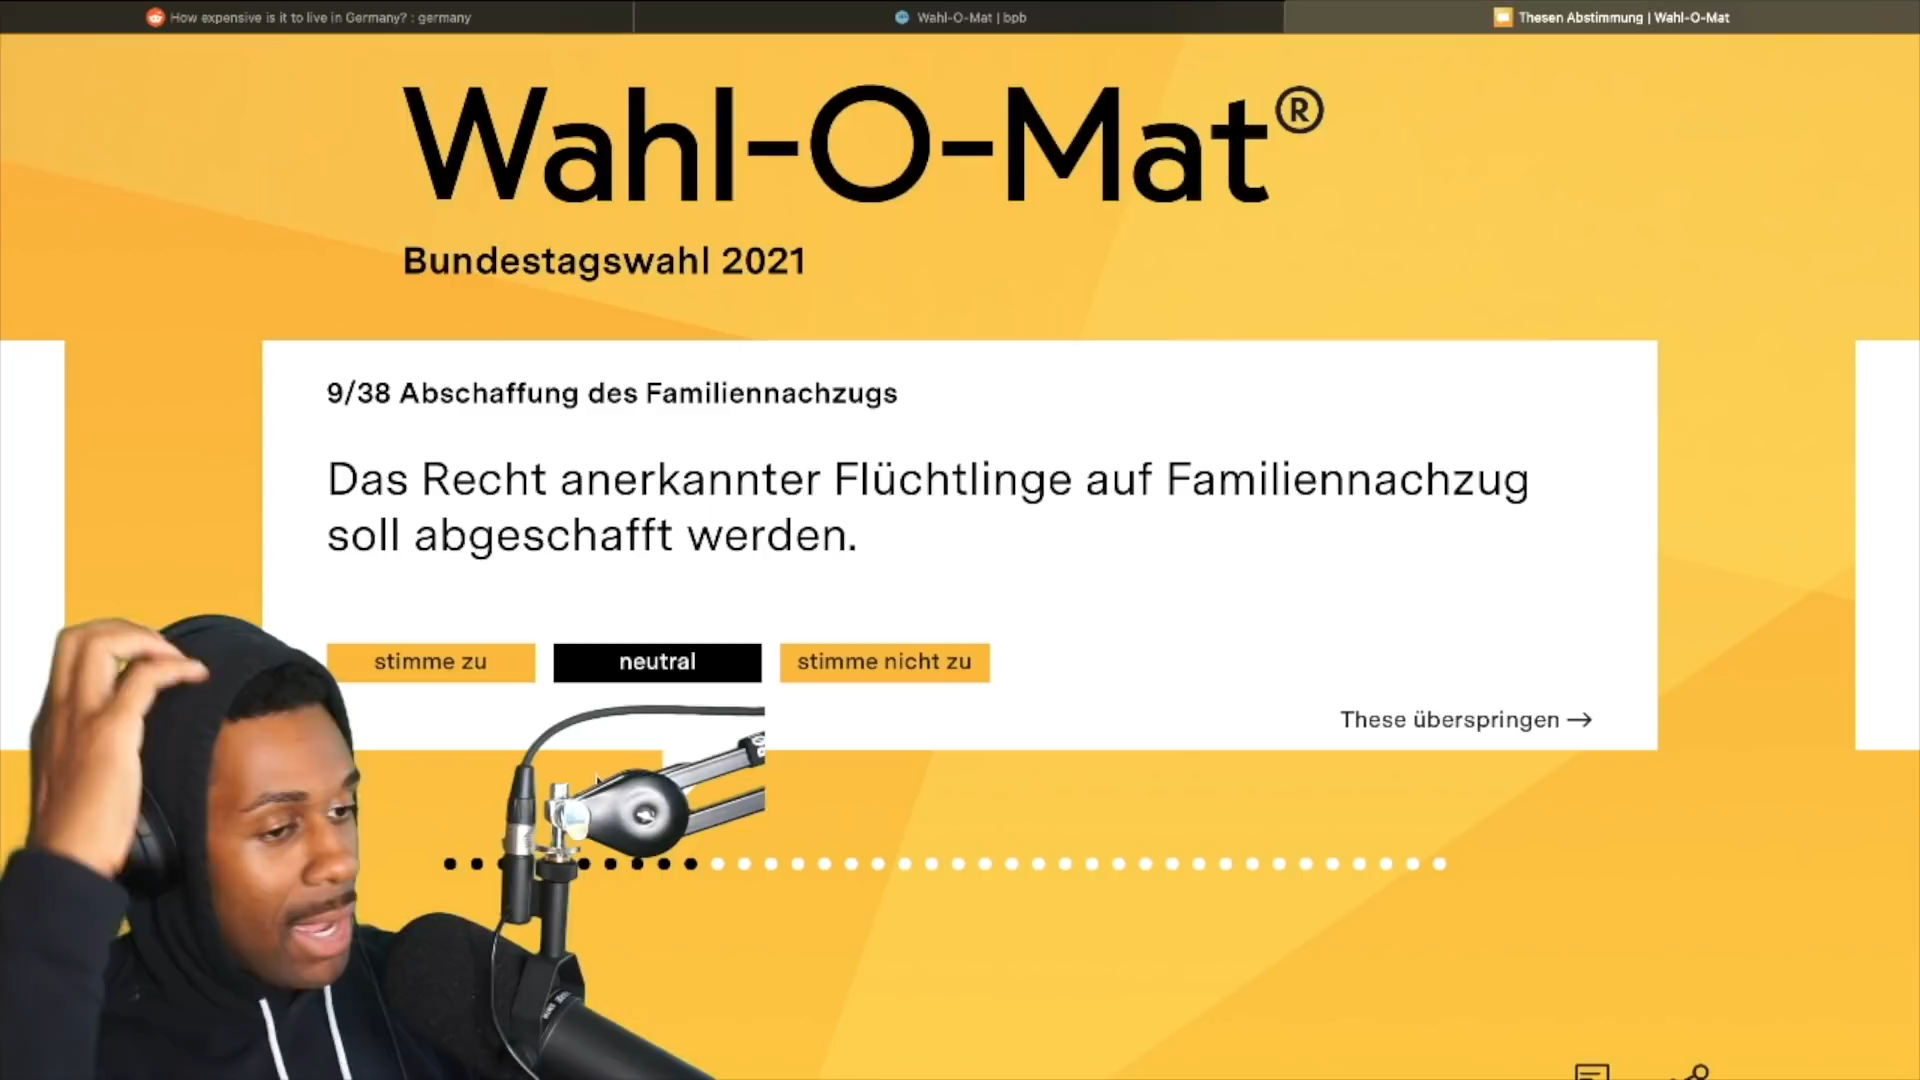 How expensive is it to live in Germany? : germany
Wahl-O-Mat | bpb
Thesen Abstimmung | Wahl-O-Mat
Wahl-O-Mat®
Bundestagswahl 2021
9/38 Abschaffung des Familiennachzugs
Das Recht anerkannter Flüchtlinge auf Familiennachzug
soll abgeschafft werden.
stimme zu
neutral
stimme nicht zu
These überspringen →